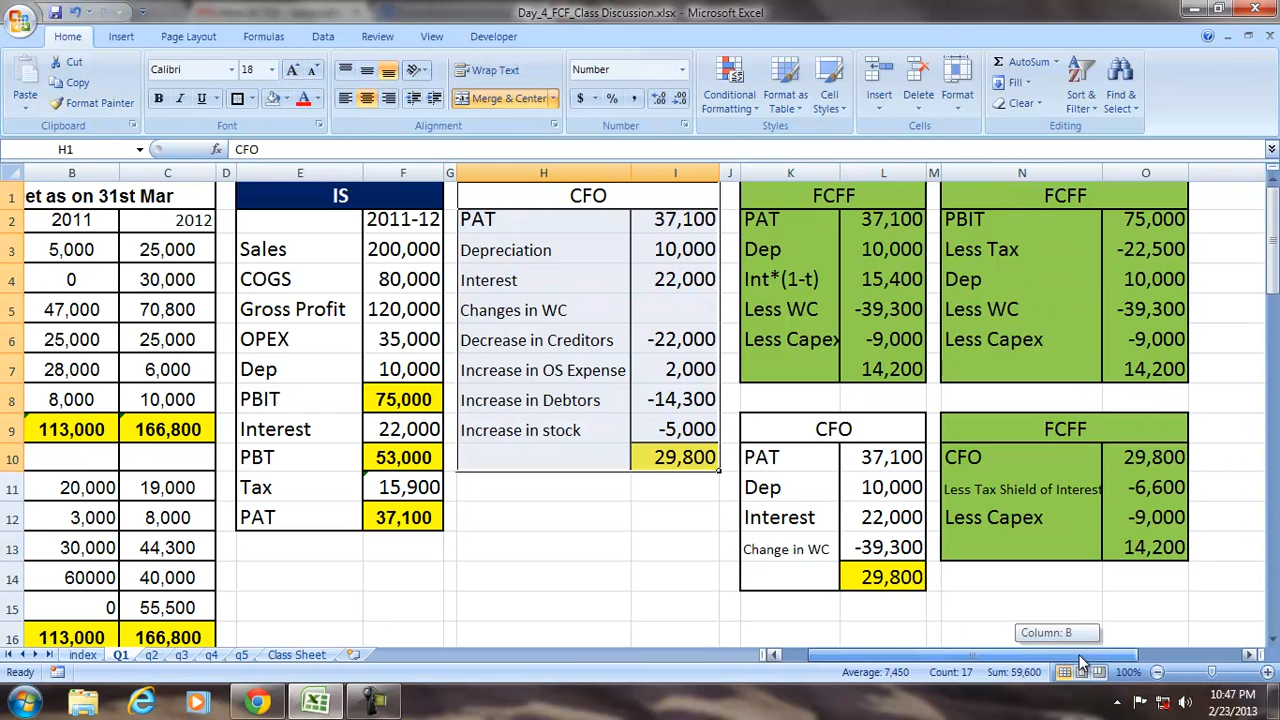 Day_4_FCF_Class Discussion.xlsx - Microsoft Excel
Home Insert Page Layout Formulas Data Review View Developer
Cut
Copy
Format Painter
Paste
Clipboard
Calibri 18
B I U
Font
Wrap Text
Merge & Center
Alignment
Number
$ % ,
Number
Conditional Formatting
Format as Table
Cell Styles
Styles
Insert Delete Format
Cells
AutoSum
Fill
Clear
Sort & Filter
Find & Select
Editing
H1 fx CFO
B C D E F G H I J K L M N O
1 et as on 31st Mar IS CFO FCFF FCFF
2 2011 2012 2011-12 PAT 37,100 PAT 37,100 PBIT 75,000
3 5,000 25,000 Sales 200,000 Depreciation 10,000 Dep 10,000 Less Tax -22,500
4 0 30,000 COGS 80,000 Interest 22,000 Int*(1-t) 15,400 Dep 10,000
5 47,000 70,800 Gross Profit 120,000 Changes in WC Less WC -39,300 Less WC -39,300
6 25,000 25,000 OPEX 35,000 Decrease in Creditors -22,000 Less Capex -9,000 Less Capex -9,000
7 28,000 6,000 Dep 10,000 Increase in OS Expense 2,000 14,200 14,200
8 8,000 10,000 PBIT 75,000 Increase in Debtors -14,300
9 113,000 166,800 Interest 22,000 Increase in stock -5,000 CFO FCFF
10 PBT 53,000 29,800 PAT 37,100 CFO 29,800
11 20,000 19,000 Tax 15,900 Dep 10,000 Less Tax Shield of Interest -6,600
12 3,000 8,000 PAT 37,100 Interest 22,000 Less Capex -9,000
13 30,000 44,300 Change in WC -39,300 14,200
14 60000 40,000 29,800
15 0 55,500
16 113,000 166,800
Column: B
index Q1 q2 q3 q4 q5 Class Sheet
Ready Average: 7,450 Count: 17 Sum: 59,600 100%
10:47 PM
2/23/2013